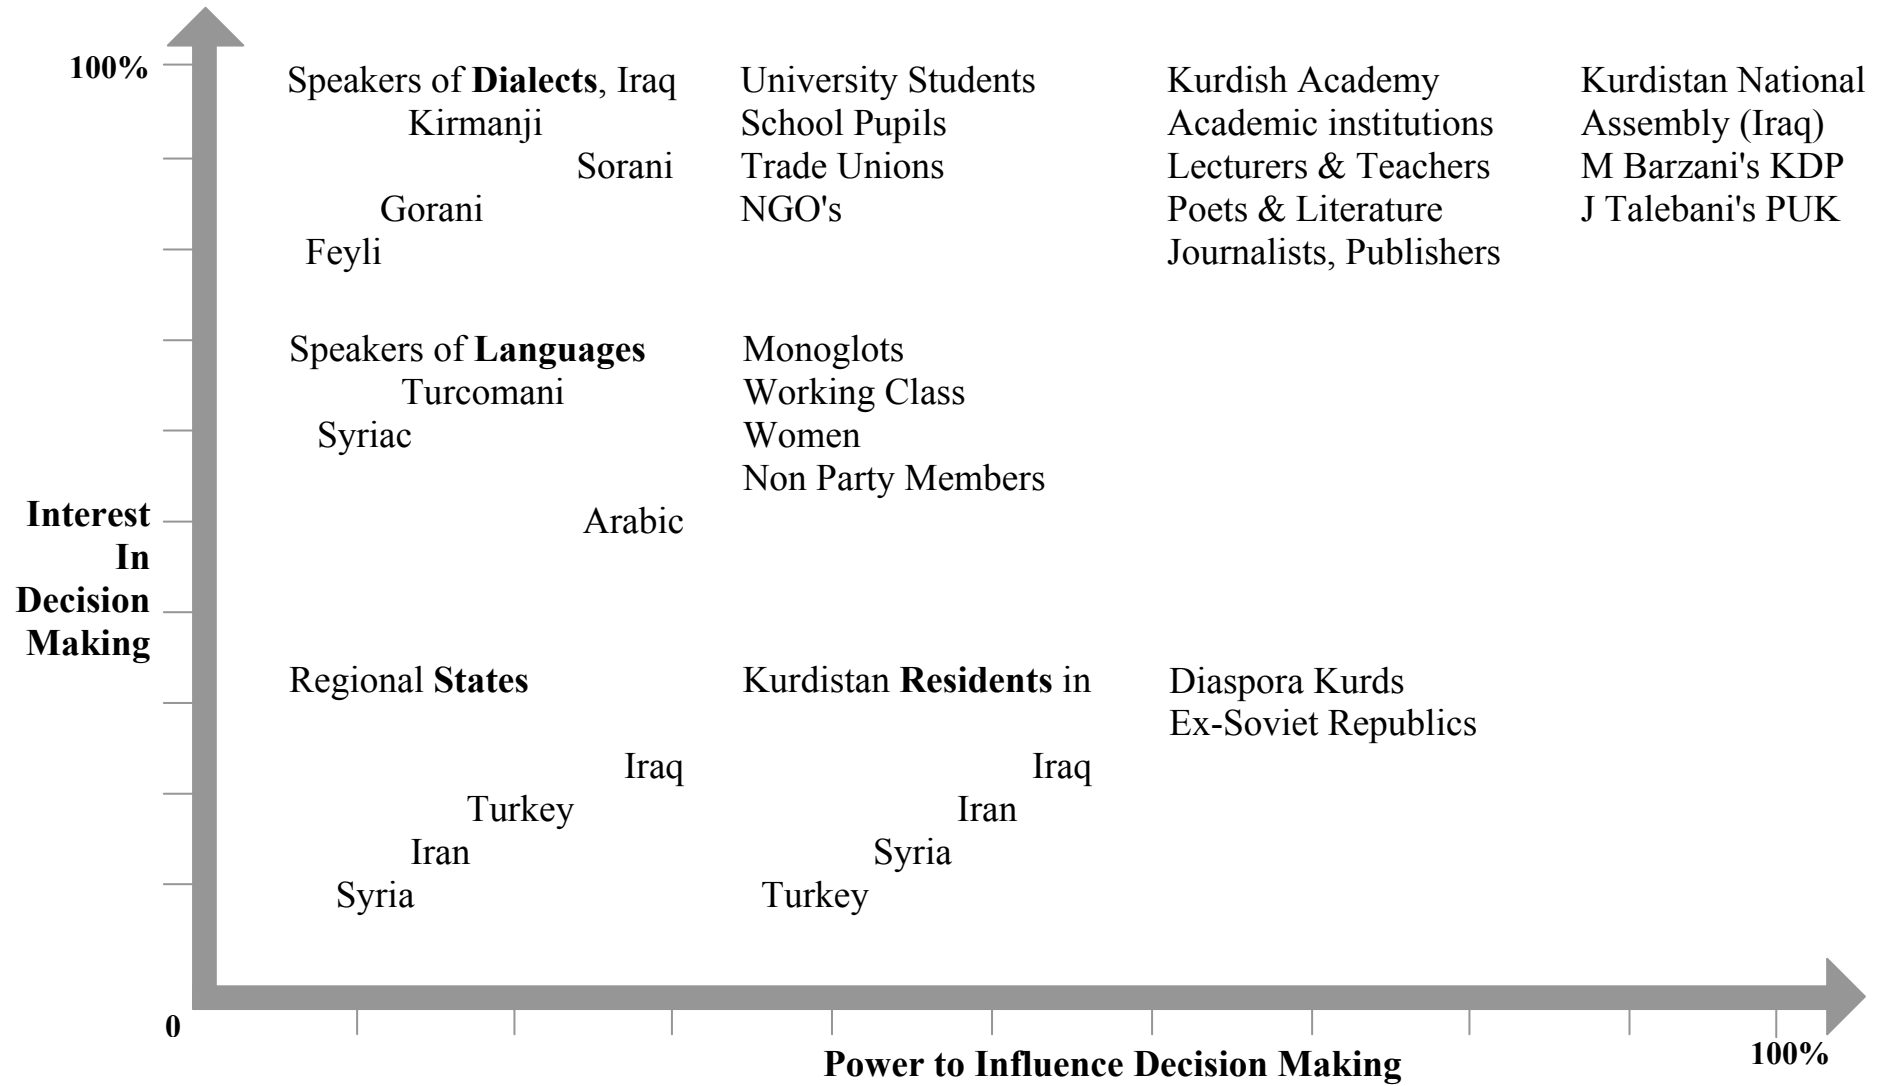 100%
Speakers of Dialects, Iraq
Kirmanji
Sorani
Gorani
Feyli
University Students
School Pupils
Trade Unions
NGO's
Kurdish Academy
Academic institutions
Lecturers & Teachers
Poets & Literature
Journalists, Publishers
Kurdistan National
Assembly (Iraq)
M Barzani's KDP
J Talebani's PUK
Speakers of Languages
Turcomani
Syriac
Arabic
Monoglots
Working Class
Women
Non Party Members
Interest
In
Decision
Making
Regional States
Iraq
Turkey
Iran
Syria
Kurdistan Residents in
Iraq
Iran
Syria
Turkey
Diaspora Kurds
Ex-Soviet Republics
0
Power to Influence Decision Making
100%